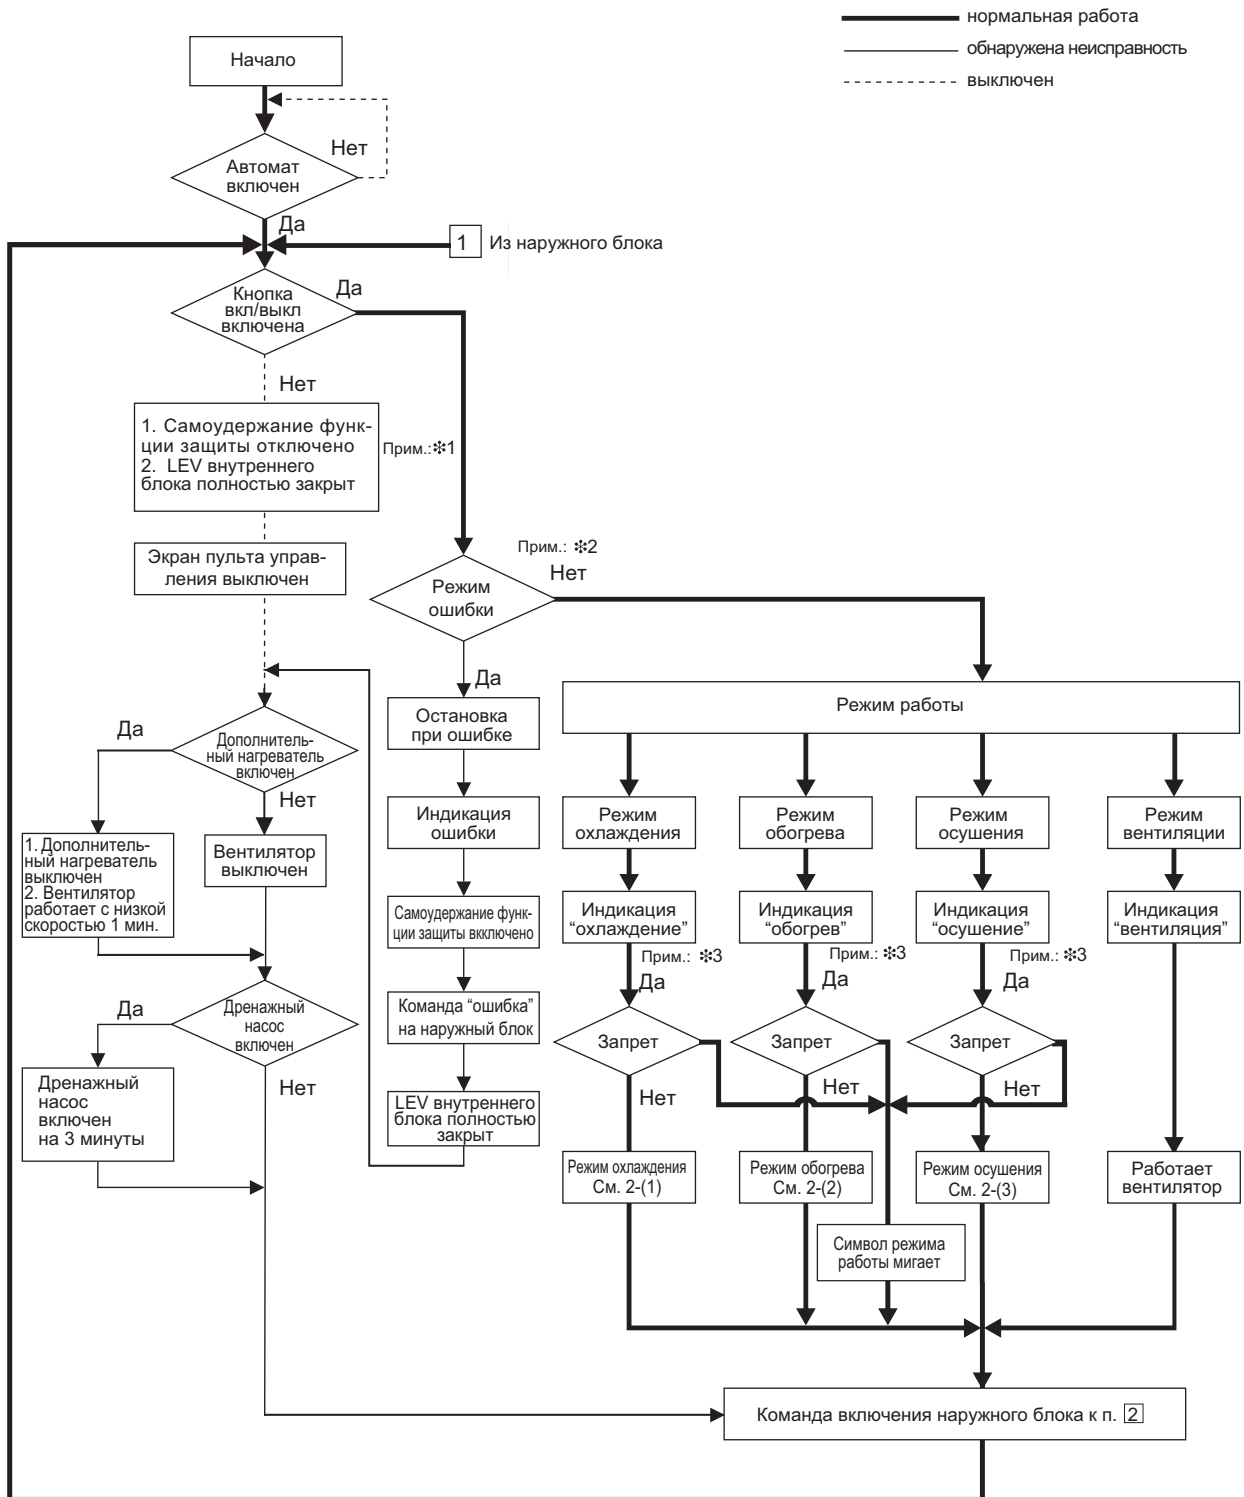 нормальная работа
обнаружена неисправность
выключен
Начало
Нет
Автомат
включен
Да
1 Из наружного блока
Кнопка
вкл/выкл
включена
Да
Нет
1. Самоудержание функ-
ции защиты отключено
2. LEV внутреннего
блока полностью закрыт
Прим.:❇1
Экран пульта управ-
ления выключен
Прим.: ❇2
Нет
Режим
ошибки
Да
Режим работы
Остановка
при ошибке
Да
Дополнитель-
ный нагреватель
включен
Нет
Индикация
ошибки
Режим
охлаждения
Режим
обогрева
Режим
осушения
Режим
вентиляции
1. Дополнитель-
ный нагреватель
выключен
2. Вентилятор
работает с низкой
скоростью 1 мин.
Вентилятор
выключен
Самоудержание функ-
ции защиты вкключено
Индикация
“охлаждение”
Индикация
“обогрев”
Индикация
“осушение”
Индикация
“вентиляция”
Прим.: ❇3
Да
Прим.: ❇3
Да
Прим.: ❇3
Да
Да
Дренажный
насос
включен
Нет
Команда “ошибка”
на наружный блок
Запрет
Запрет
Запрет
Нет
Нет
Нет
Дренажный
насос
включен
на 3 минуты
LEV внутреннего
блока полностью
закрыт
Режим охлаждения
См. 2-(1)
Режим обогрева
См. 2-(2)
Режим осушения
См. 2-(3)
Работает
вентилятор
Символ режима
работы мигает
Команда включения наружного блока к п. 2